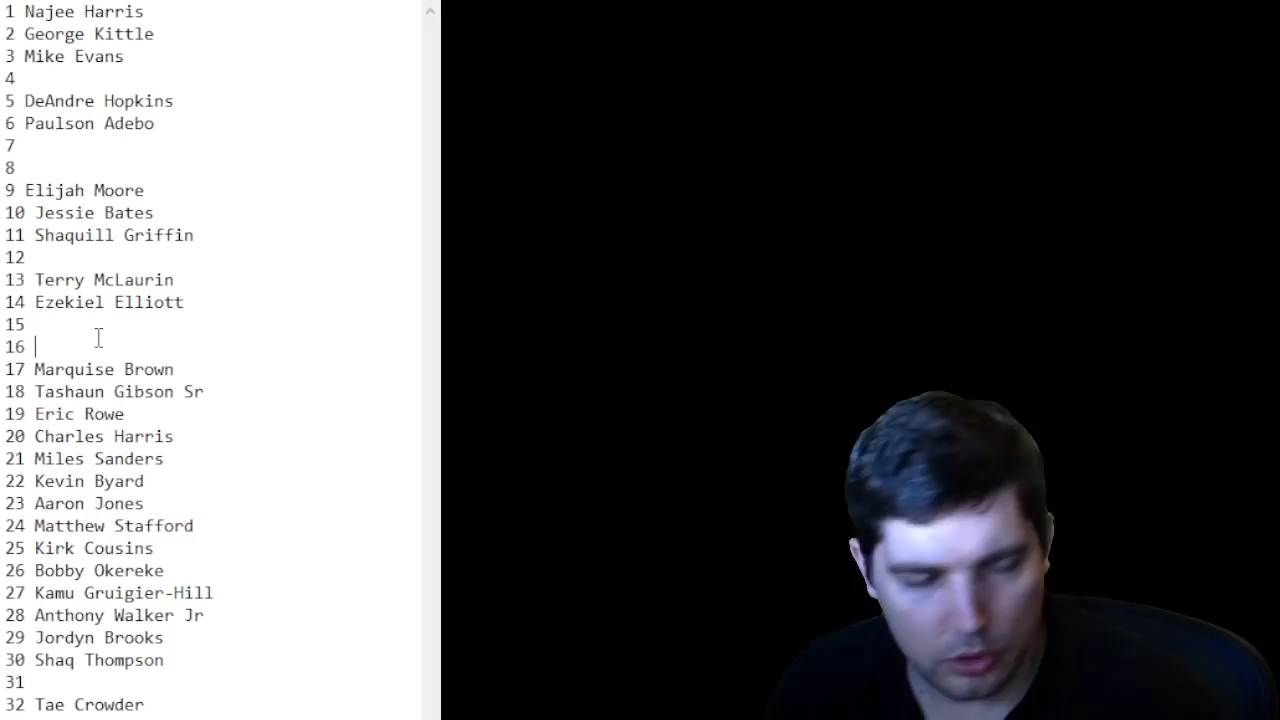 1 Najee Harris
2 George Kittle
3 Mike Evans
4
5 DeAndre Hopkins
6 Paulson Adebo
7
8
9 Elijah Moore
10 Jessie Bates
11 Shaquill Griffin
12
13 Terry McLaurin
14 Ezekiel Elliott
15
16
17 Marquise Brown
18 Tashaun Gibson Sr
19 Eric Rowe
20 Charles Harris
21 Miles Sanders
22 Kevin Byard
23 Aaron Jones
24 Matthew Stafford
25 Kirk Cousins
26 Bobby Okereke
27 Kamu Gruigier-Hill
28 Anthony Walker Jr
29 Jordyn Brooks
30 Shaq Thompson
31
32 Tae Crowder